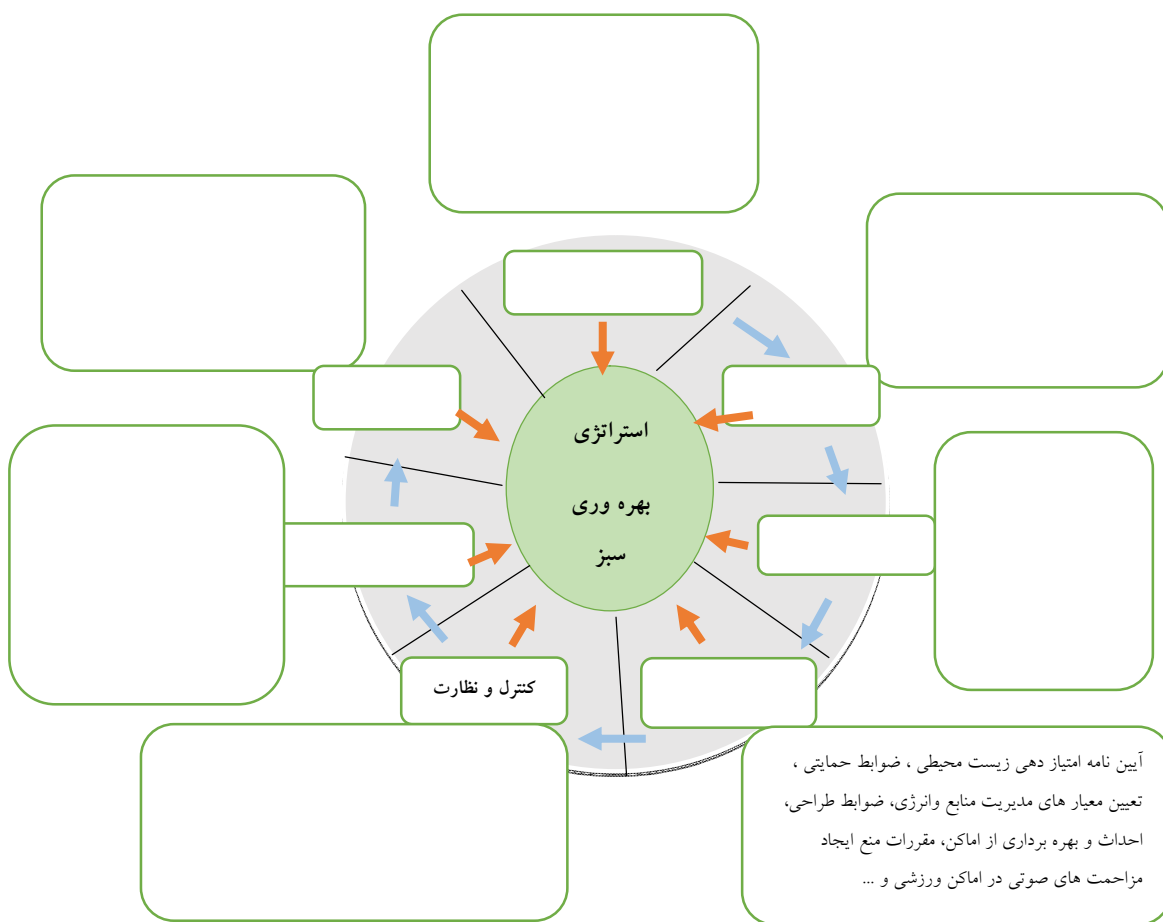 استراتژی
بهره وری
سبز
کنترل و نظارت
آیین نامه امتیاز دهی زیست محیطی ، ضوابط حمایتی ،
تعیین معیار های مدیریت منابع وانرژی، ضوابط طراحی،
احداث و بهره برداری از اماکن، مقررات منع ایجاد
مزاحمت های صوتی در اماکن ورزشی و ...